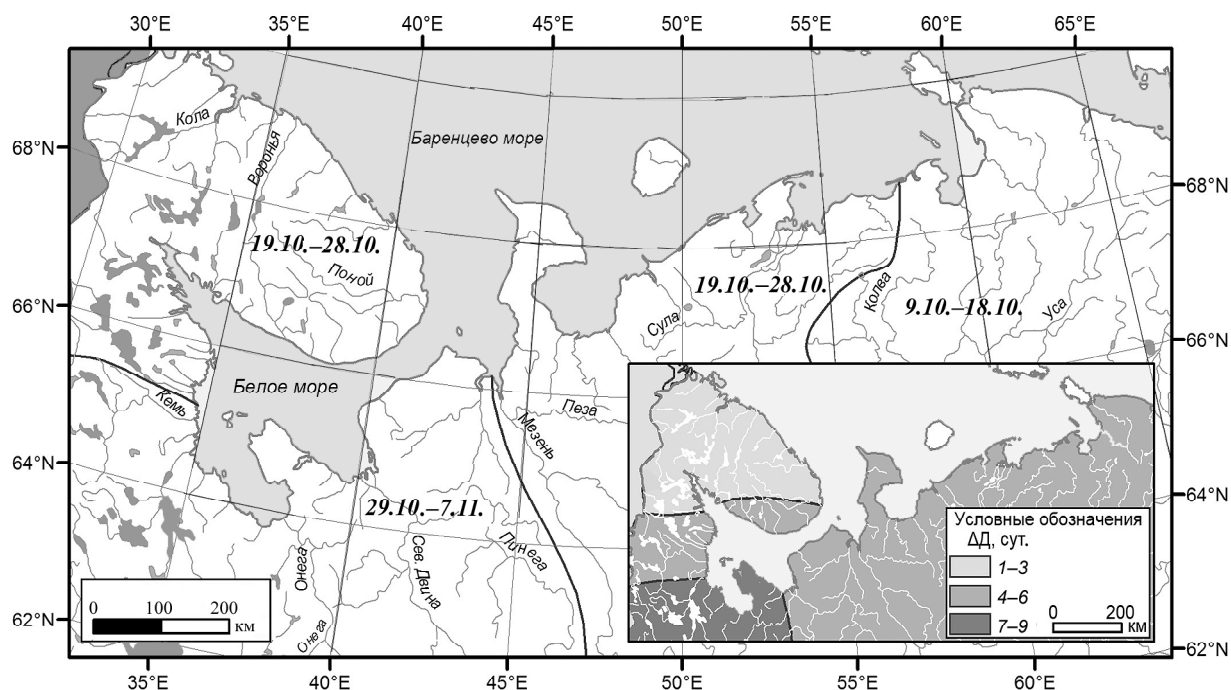 30°E 35°E 40°E 45°E 50°E 55°E 60°E 65°E
Кола
Баренцево море
68°N
Воронья
68°N
19.10.–28.10.
Поной
19.10.–28.10.
Колва
9.10.–18.10.
66°N
Сула
Уса
66°N
Белое море
Кемь
Пеза
Мезень
64°N
64°N
29.10.–7.11.
Пинега
Онега
Сев. Двина
Онега
Условные обозначения
ΔД, сут.
1–3
4–6
7–9
0 200
км
0 100 200
км
62°N
62°N
35°E 40°E 45°E 50°E 55°E 60°E